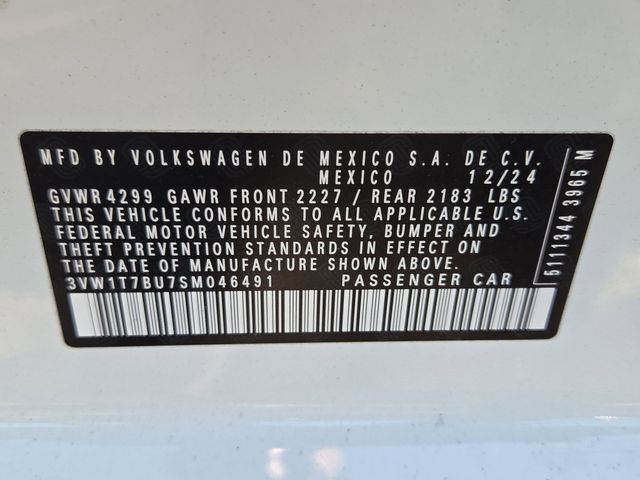 MFD BY VOLKSWAGEN DE MEXICO S.A. DE C.V.
MEXICO 12/24
GVWR 4299 GAWR FRONT 2227 / REAR 2183 LBS
THIS VEHICLE CONFORMS TO ALL APPLICABLE U.S.
FEDERAL MOTOR VEHICLE SAFETY, BUMPER AND
THEFT PREVENTION STANDARDS IN EFFECT ON
THE DATE OF MANUFACTURE SHOWN ABOVE.
3VW1T7BU7SM046491 PASSENGER CAR
5111344 3965 M